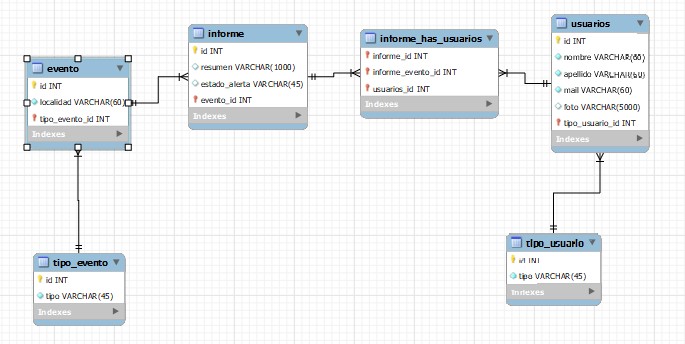 evento
id INT
localidad VARCHAR(60)
tipo_evento_id INT
Indexes
informe
id INT
resumen VARCHAR(1000)
estado_alerta VARCHAR(45)
evento_id INT
Indexes
informe_has_usuarios
informe_id INT
informe_evento_id INT
usuarios_id INT
Indexes
usuarios
id INT
nombre VARCHAR(60)
apellido VARCHAR(60)
mail VARCHAR(60)
foto VARCHAR(5000)
tipo_usuario_id INT
Indexes
tipo_evento
id INT
tipo VARCHAR(45)
Indexes
tipo_usuario
id INT
tipo VARCHAR(45)
Indexes